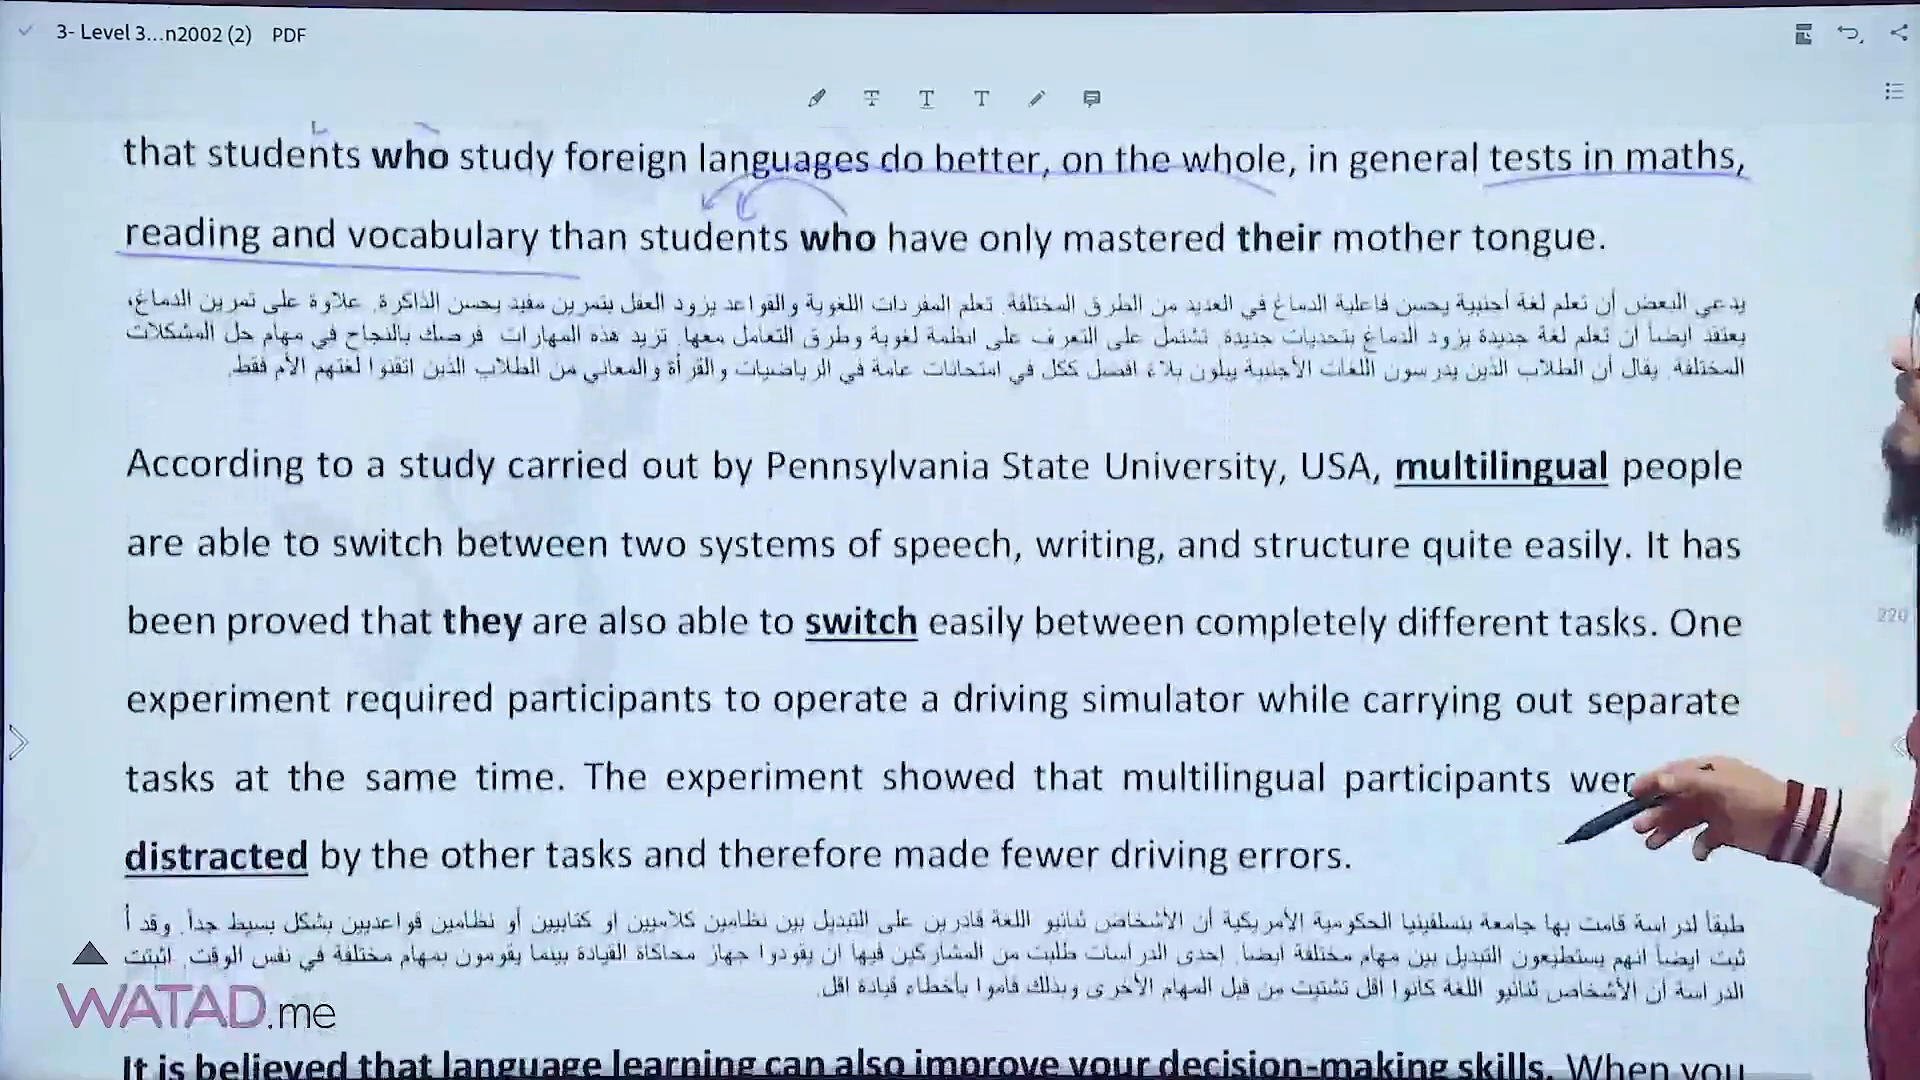 3- Level 3...n2002 (2) PDF
that students who study foreign languages do better, on the whole, in general tests in maths,
reading and vocabulary than students who have only mastered their mother tongue.
يدعي البعض أن تعلم لغة أجنبية يحسن فاعلية الدماغ في العديد من الطرق المختلفة. تعلم المفردات اللغوية والقواعد يزود العقل بتمرين مفيد يحسن الذاكرة. علاوة على تمرين الدماغ،
يعتقد ايضا ان تعلم لغة جديدة يزود الدماغ بتحديات جديدة. تشتمل على التعرف على انظمة لغوية وطرق التعامل معها. تزيد هذه المهارات فرصك بالنجاح في مهام حل المشكلات
المختلفة. يقال أن الطلاب الذين يدرسون اللغات الأجنبية يبلون بلاء افضل ككل في امتحانات عامة في الرياضيات والقرأة والمعاني من الطلاب الذين اتقنوا لغتهم الأم فقط.
According to a study carried out by Pennsylvania State University, USA, multilingual people
are able to switch between two systems of speech, writing, and structure quite easily. It has
been proved that they are also able to switch easily between completely different tasks. One
220
experiment required participants to operate a driving simulator while carrying out separate
tasks at the same time. The experiment showed that multilingual participants wer
distracted by the other tasks and therefore made fewer driving errors.
طبقاً لدراسة قامت بها جامعة بنسلفينيا الحكومية الأمريكية أن الأشخاص ثنائيو اللغة قادرين على التبديل بين نظامين كلاميين او كتابيين أو نظامين قواعديين بشكل بسيط جداً. وقد أ
ثبت ايضاً انهم يستطيعون التبديل بين مهام مختلفة ايضا. إحدى الدراسات طلبت من المشاركين فيها ان يقودوا جهاز محاكاة القيادة بينما يقومون بمهام مختلفة في نفس الوقت. اثبتت
الدراسة أن الأشخاص ثنائيو اللغة كانوا اقل تشتيت من قبل المهام الأخرى وبذلك قاموا بأخطاء قيادة اقل.
WATAD.me
It is believed that language learning can also improve your decision-making skills. When you